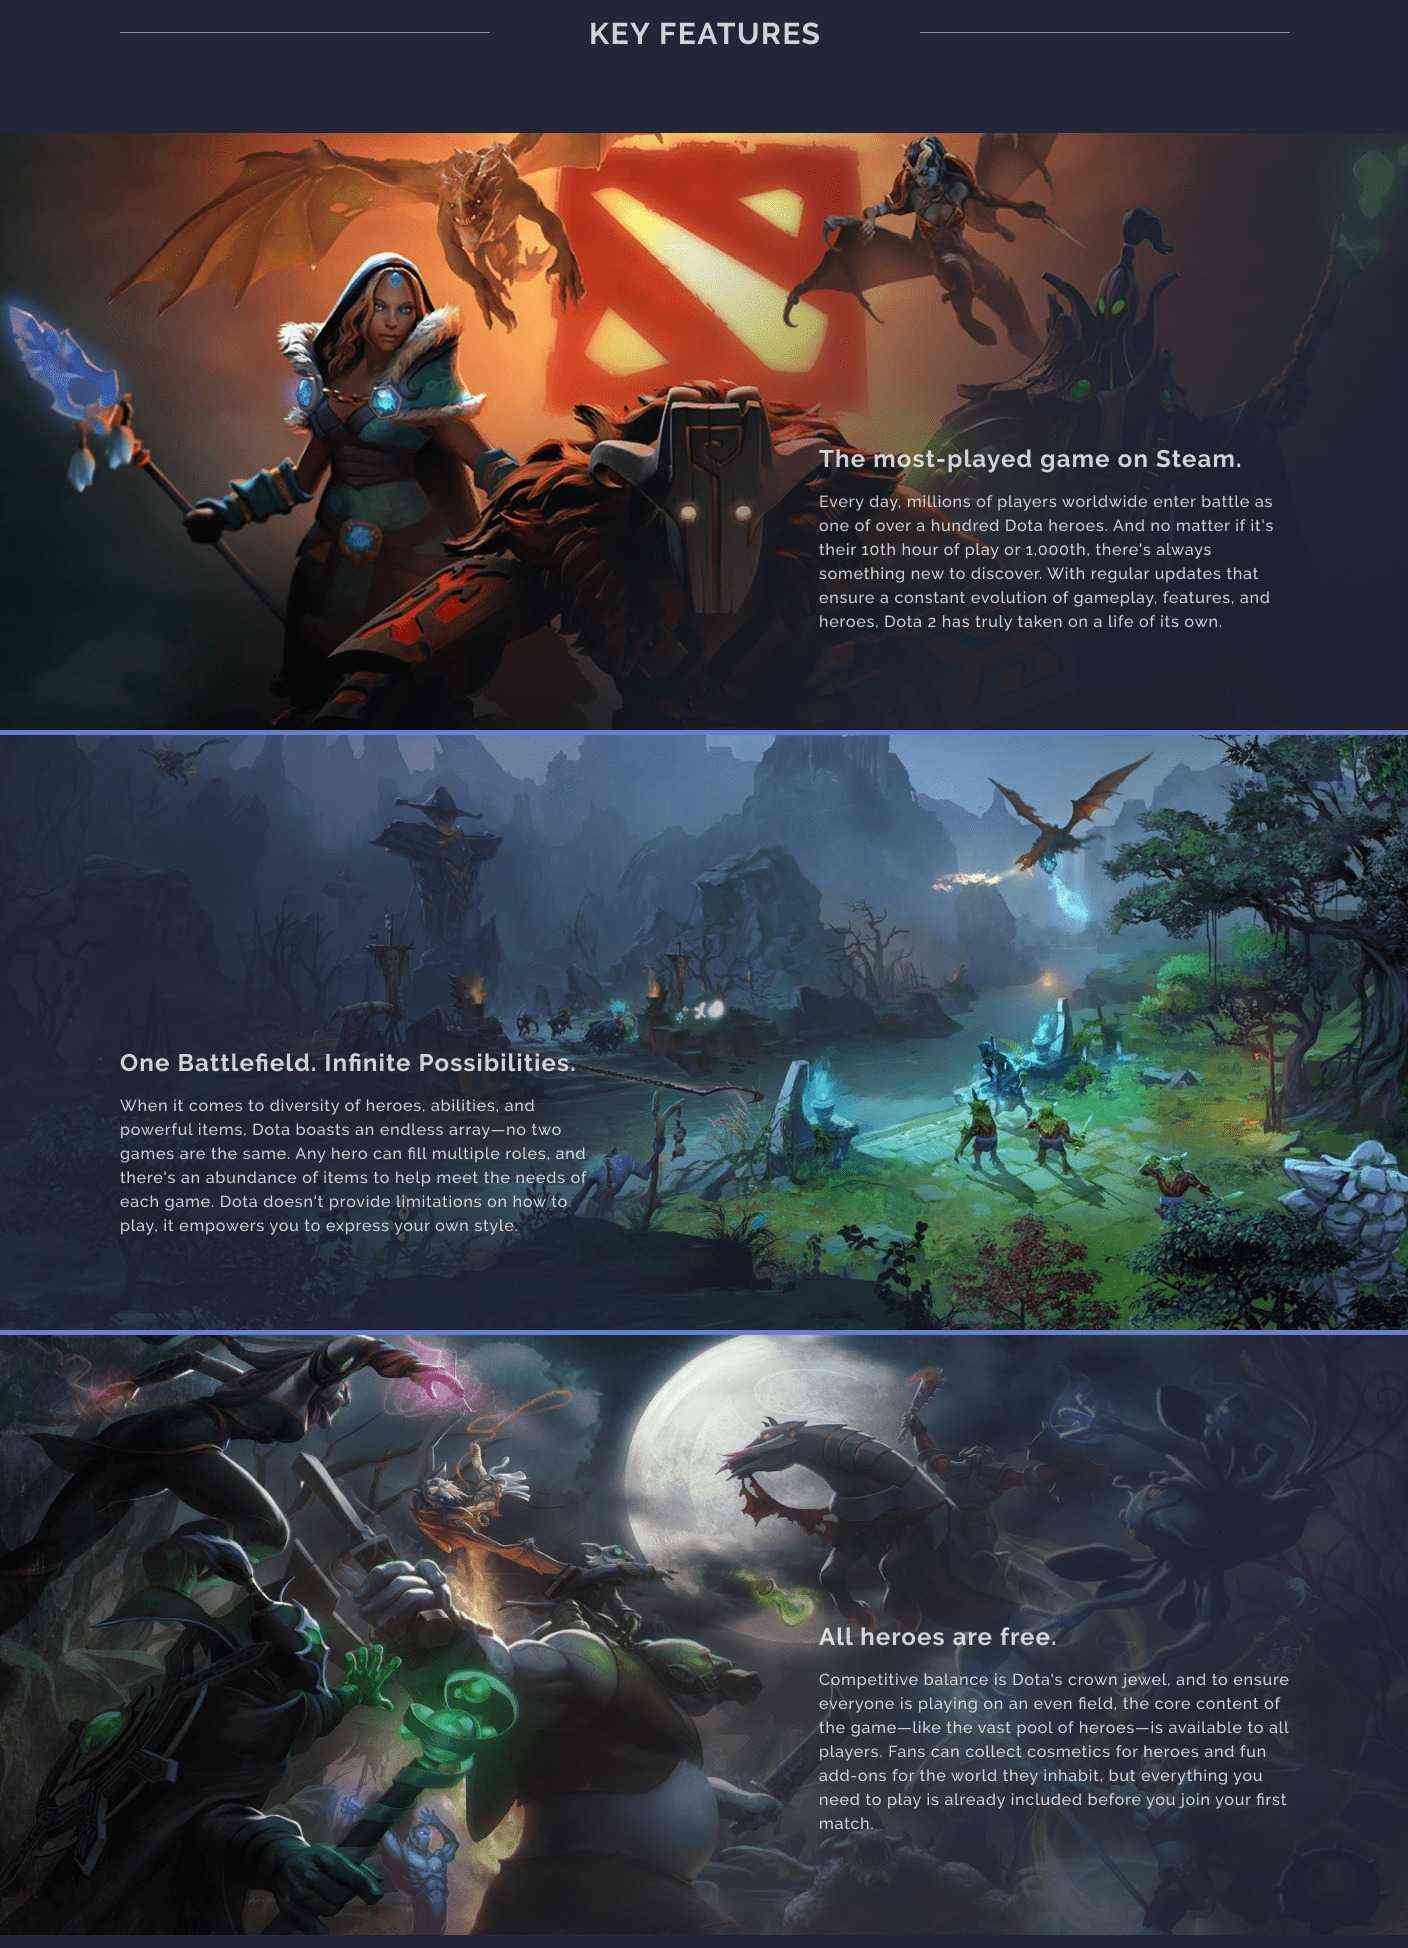 KEY FEATURES
The most-played game on Steam.
Every day, millions of players worldwide enter battle as
one of over a hundred Dota heroes. And no matter if it's
their 10th hour of play or 1,000th, there's always
something new to discover. With regular updates that
ensure a constant evolution of gameplay, features, and
heroes, Dota 2 has truly taken on a life of its own.
One Battlefield. Infinite Possibilities.
When it comes to diversity of heroes, abilities, and
powerful items, Dota boasts an endless array—no two
games are the same. Any hero can fill multiple roles, and
there's an abundance of items to help meet the needs of
each game. Dota doesn't provide limitations on how to
play, it empowers you to express your own style.
All heroes are free.
Competitive balance is Dota's crown jewel, and to ensure
everyone is playing on an even field, the core content of
the game—like the vast pool of heroes—is available to all
players. Fans can collect cosmetics for heroes and fun
add-ons for the world they inhabit, but everything you
need to play is already included before you join your first
match.